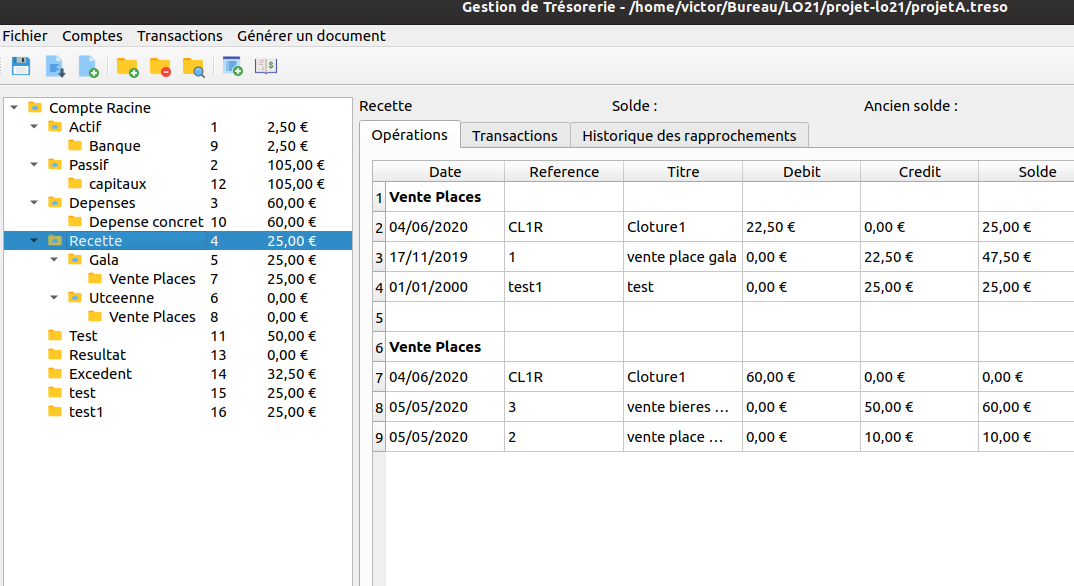 Gestion de Trésorerie - /home/victor/Bureau/LO21/projet-lo21/projetA.treso
Fichier Comptes Transactions Générer un document
Compte Racine
Actif 1 2,50 €
Banque 9 2,50 €
Passif 2 105,00 €
capitaux 12 105,00 €
Depenses 3 60,00 €
Depense concret 10 60,00 €
Recette 4 25,00 €
Gala 5 25,00 €
Vente Places 7 25,00 €
Utceenne 6 0,00 €
Vente Places 8 0,00 €
Test 11 50,00 €
Resultat 13 0,00 €
Excedent 14 32,50 €
test 15 25,00 €
test1 16 25,00 €
Recette Solde : Ancien solde :
Opérations Transactions Historique des rapprochements
Date Reference Titre Debit Credit Solde
1 Vente Places
2 04/06/2020 CL1R Cloture1 22,50 € 0,00 € 25,00 €
3 17/11/2019 1 vente place gala 0,00 € 22,50 € 47,50 €
4 01/01/2000 test1 test 0,00 € 25,00 € 25,00 €
5
6 Vente Places
7 04/06/2020 CL1R Cloture1 60,00 € 0,00 € 0,00 €
8 05/05/2020 3 vente bieres ... 0,00 € 50,00 € 60,00 €
9 05/05/2020 2 vente place ... 0,00 € 10,00 € 10,00 €